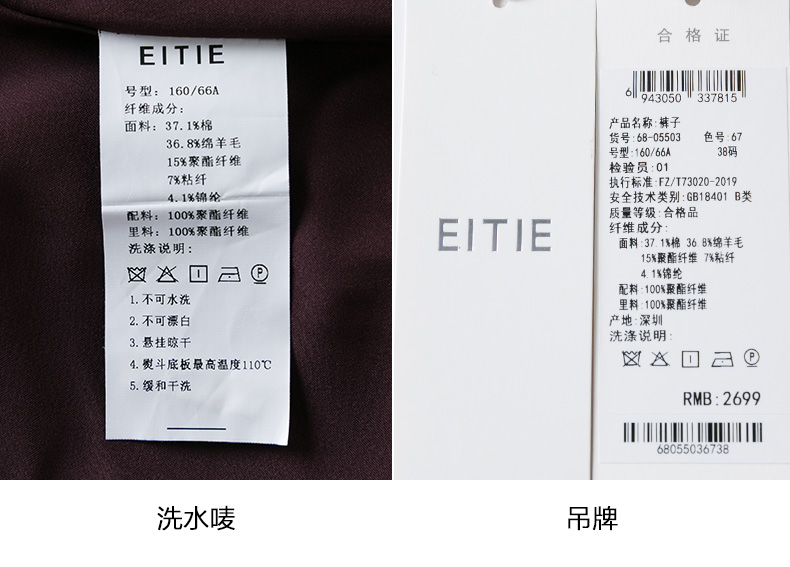 EITIE
号型: 160/66A
纤维成分:
面料: 37.1%棉
36.8%绵羊毛
15%聚酯纤维
7%粘纤
4.1%锦纶
配料: 100%聚酯纤维
里料: 100%聚酯纤维
洗涤说明:
P
1.不可水洗
2.不可漂白
3.悬挂晾干
4.熨斗底板最高温度110℃
5.缓和干洗
洗水唛
EITIE
合格证
6 943050 337815
产品名称:裤子
货号:68-05503 色号:67
号型:160/66A 38码
检验员:01
执行标准:FZ/T73020-2019
安全技术类别:GB18401 B类
质量等级:合格品
纤维成分:
面料:37.1%棉 36.8%绵羊毛
15%聚酯纤维 7%粘纤
4.1%锦纶
配料:100%聚酯纤维
里料:100%聚酯纤维
产地:深圳
洗涤说明:
P
RMB:2699
68055036738
吊牌